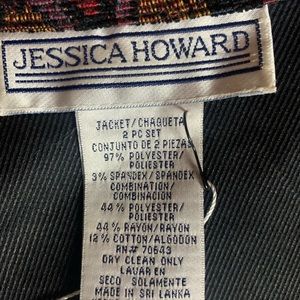 JESSICA HOWARD
JACKET/CHAQUETA
2 PC SET
CONJUNTO DE 2 PIEZAS
97% POLYESTER/
POLIESTER
3% SPANDEX/SPANDEX
COMBINATION/
COMBINACION
44% POLYESTER/
POLIESTER
44% RAYON/RAYON
12% COTTON/ALGODON
RN# 70543
DRY CLEAN ONLY
LAVAR EN
SECO SOLAMENTE
MADE IN SRI LANKA